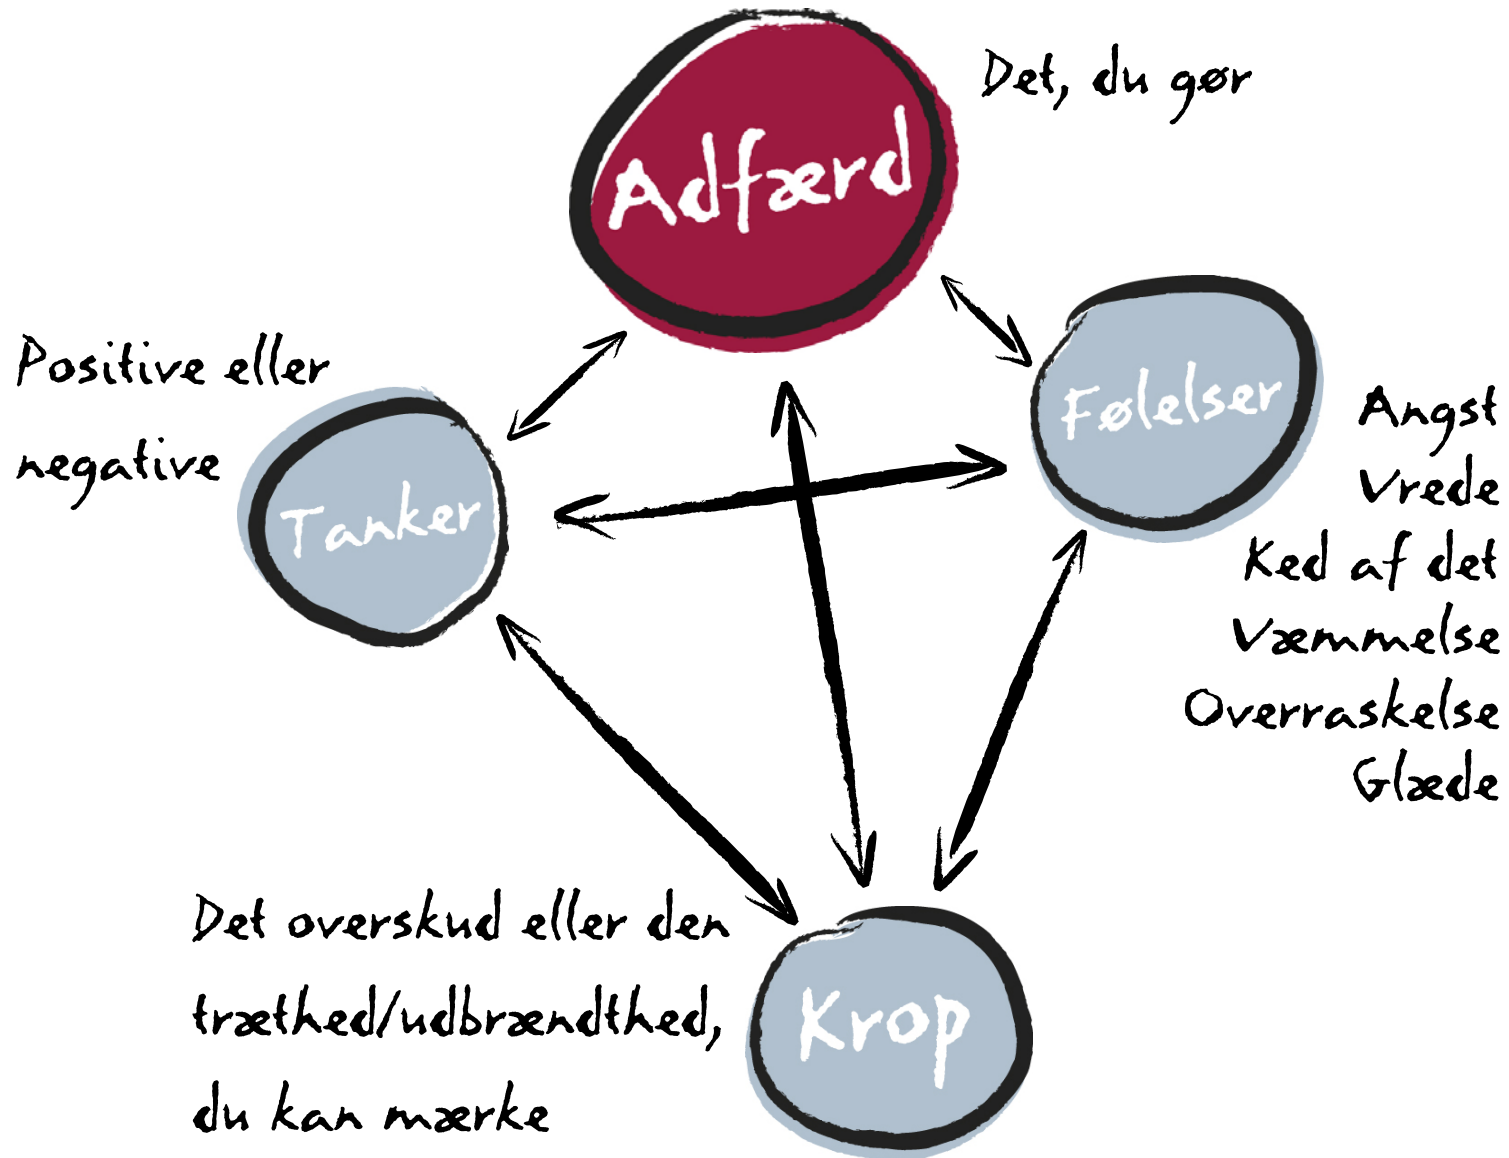 Det, du gør
Adfærd
Positive eller
negative
Tanker
Følelser
Angst
Vrede
Ked af det
Væmmelse
Overraskelse
Glæde
Det overskud eller den
træthed/udbrændthed,
du kan mærke
Krop